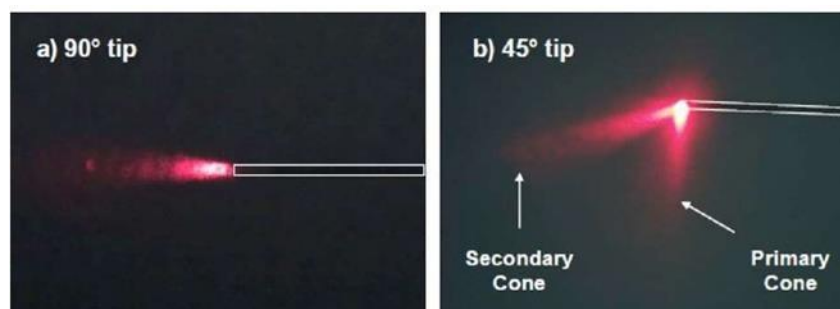 a) 90° tip
b) 45° tip
Secondary
Cone
Primary
Cone